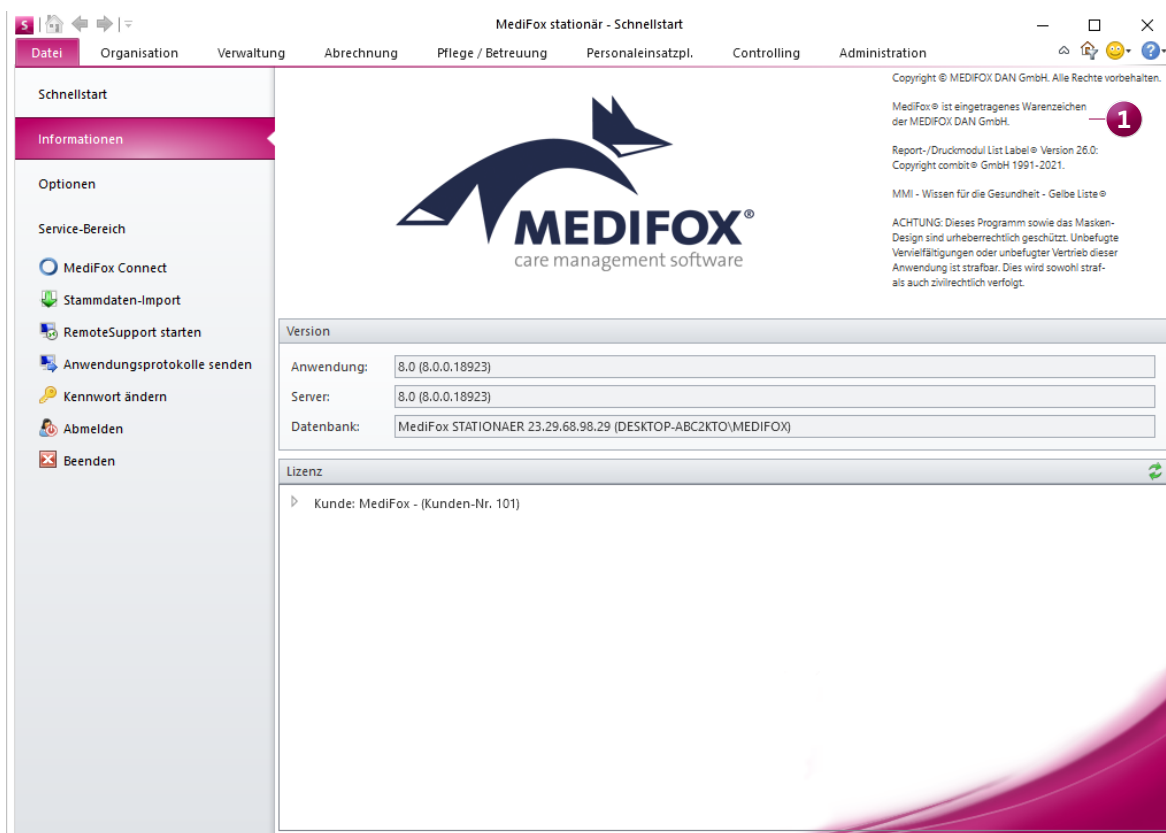 S
MediFox stationär - Schnellstart
Datei Organisation Verwaltung Abrechnung Pflege / Betreuung Personaleinsatzpl. Controlling Administration
Schnellstart
Informationen
Optionen
Service-Bereich
MediFox Connect
Stammdaten-Import
RemoteSupport starten
Anwendungsprotokolle senden
Kennwort ändern
Abmelden
Beenden
MEDIFOX®
care management software
Copyright © MEDIFOX DAN GmbH. Alle Rechte vorbehalten.
MediFox® ist eingetragenes Warenzeichen
der MEDIFOX DAN GmbH.
1
Report-/Druckmodul List Label® Version 26.0:
Copyright combit® GmbH 1991-2021.
MMI - Wissen für die Gesundheit - Gelbe Liste®
ACHTUNG: Dieses Programm sowie das Masken-
Design sind urheberrechtlich geschützt. Unbefugte
Vervielfältigungen oder unbefugter Vertrieb dieser
Anwendung ist strafbar. Dies wird sowohl straf-
als auch zivilrechtlich verfolgt.
Version
Anwendung: 8.0 (8.0.0.18923)
Server: 8.0 (8.0.0.18923)
Datenbank: MediFox STATIONAER 23.29.68.98.29 (DESKTOP-ABC2KTO\MEDIFOX)
Lizenz
Kunde: MediFox - (Kunden-Nr. 101)